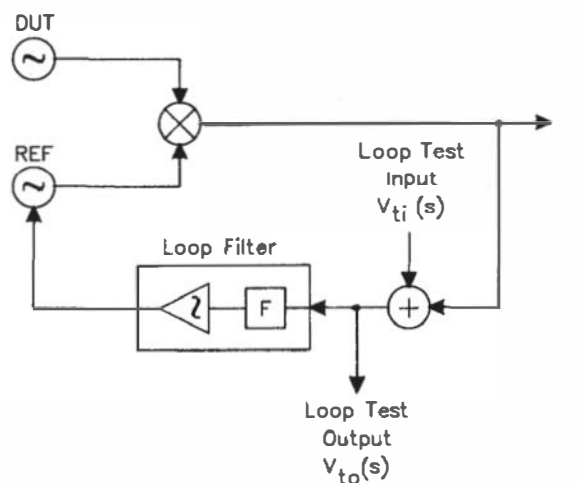 DUT
REF
Loop Test
Input
V_ti (s)
Loop Filter
F
+
Loop Test
Output
V_to(s)